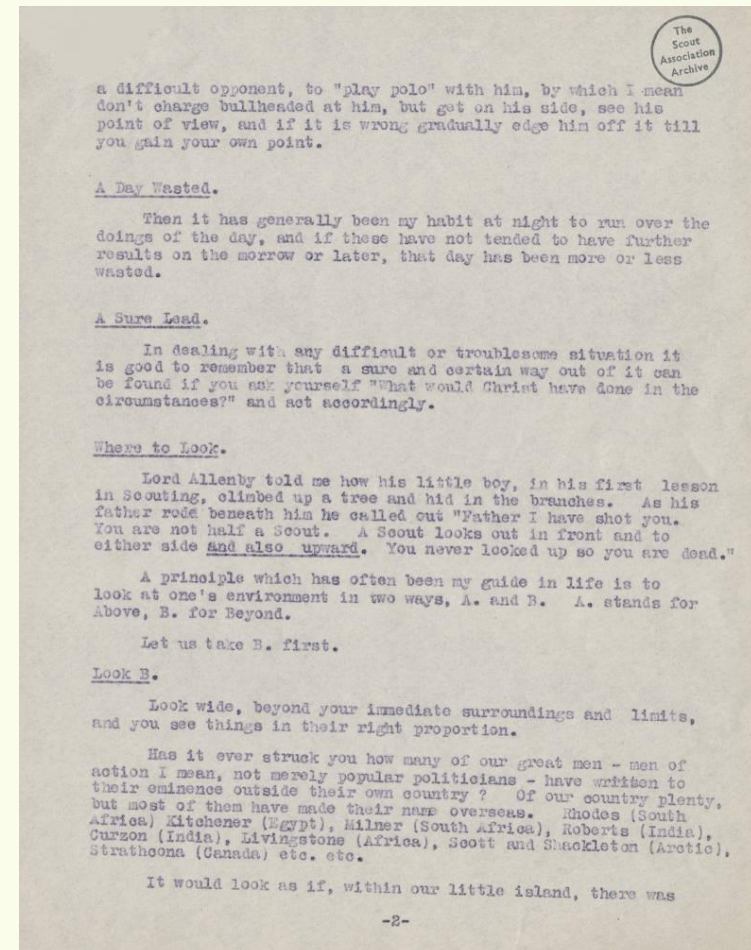 The
Scout
Association
Archive
a difficult opponent, to "play polo" with him, by which I mean
don't charge bullheaded at him, but get on his side, see his
point of view, and if it is wrong gradually edge him off it till
you gain your own point.
A Day Wasted.
Then it has generally been my habit at night to run over the
doings of the day, and if these have not tended to have further
results on the morrow or later, that day has been more or less
wasted.
A Sure Lead.
In dealing with any difficult or troublesome situation it
is good to remember that a sure and certain way out of it can
be found if you ask yourself "What would Christ have done in the
circumstances?" and act accordingly.
Where to Look.
Lord Allenby told me how his little boy, in his first lesson
in Scouting, climbed up a tree and hid in the branches. As his
father rode beneath him he called out "Father I have shot you.
You are not half a Scout. A Scout looks out in front and to
either side and also upward. You never looked up so you are dead."
A principle which has often been my guide in life is to
look at one's environment in two ways, A. and B. A. stands for
Above, B. for Beyond.
Let us take B. first.
Look B.
Look wide, beyond your immediate surroundings and limits,
and you see things in their right proportion.
Has it ever struck you how many of our great men - men of
action I mean, not merely popular politicians - have written to
their eminence outside their own country ? Of our country plenty,
but most of them have made their name overseas. Rhodes (South
Africa) Kitchener (Egypt), Milner (South Africa), Roberts (India),
Curzon (India), Livingstone (Africa), Scott and Shackleton (Arctic),
Strathcona (Canada) etc. etc.
It would look as if, within our little island, there was
-2-